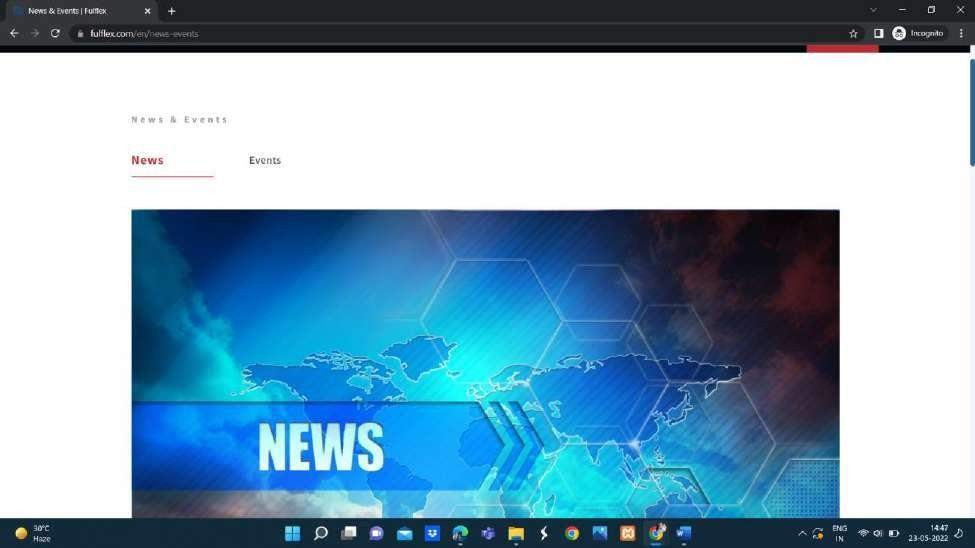 News & Events | Fulflex
fulflex.com/en/news-events
Incognito
News & Events
News
Events
NEWS
30°C
Haze
ENG
IN
14:47
23-05-2022